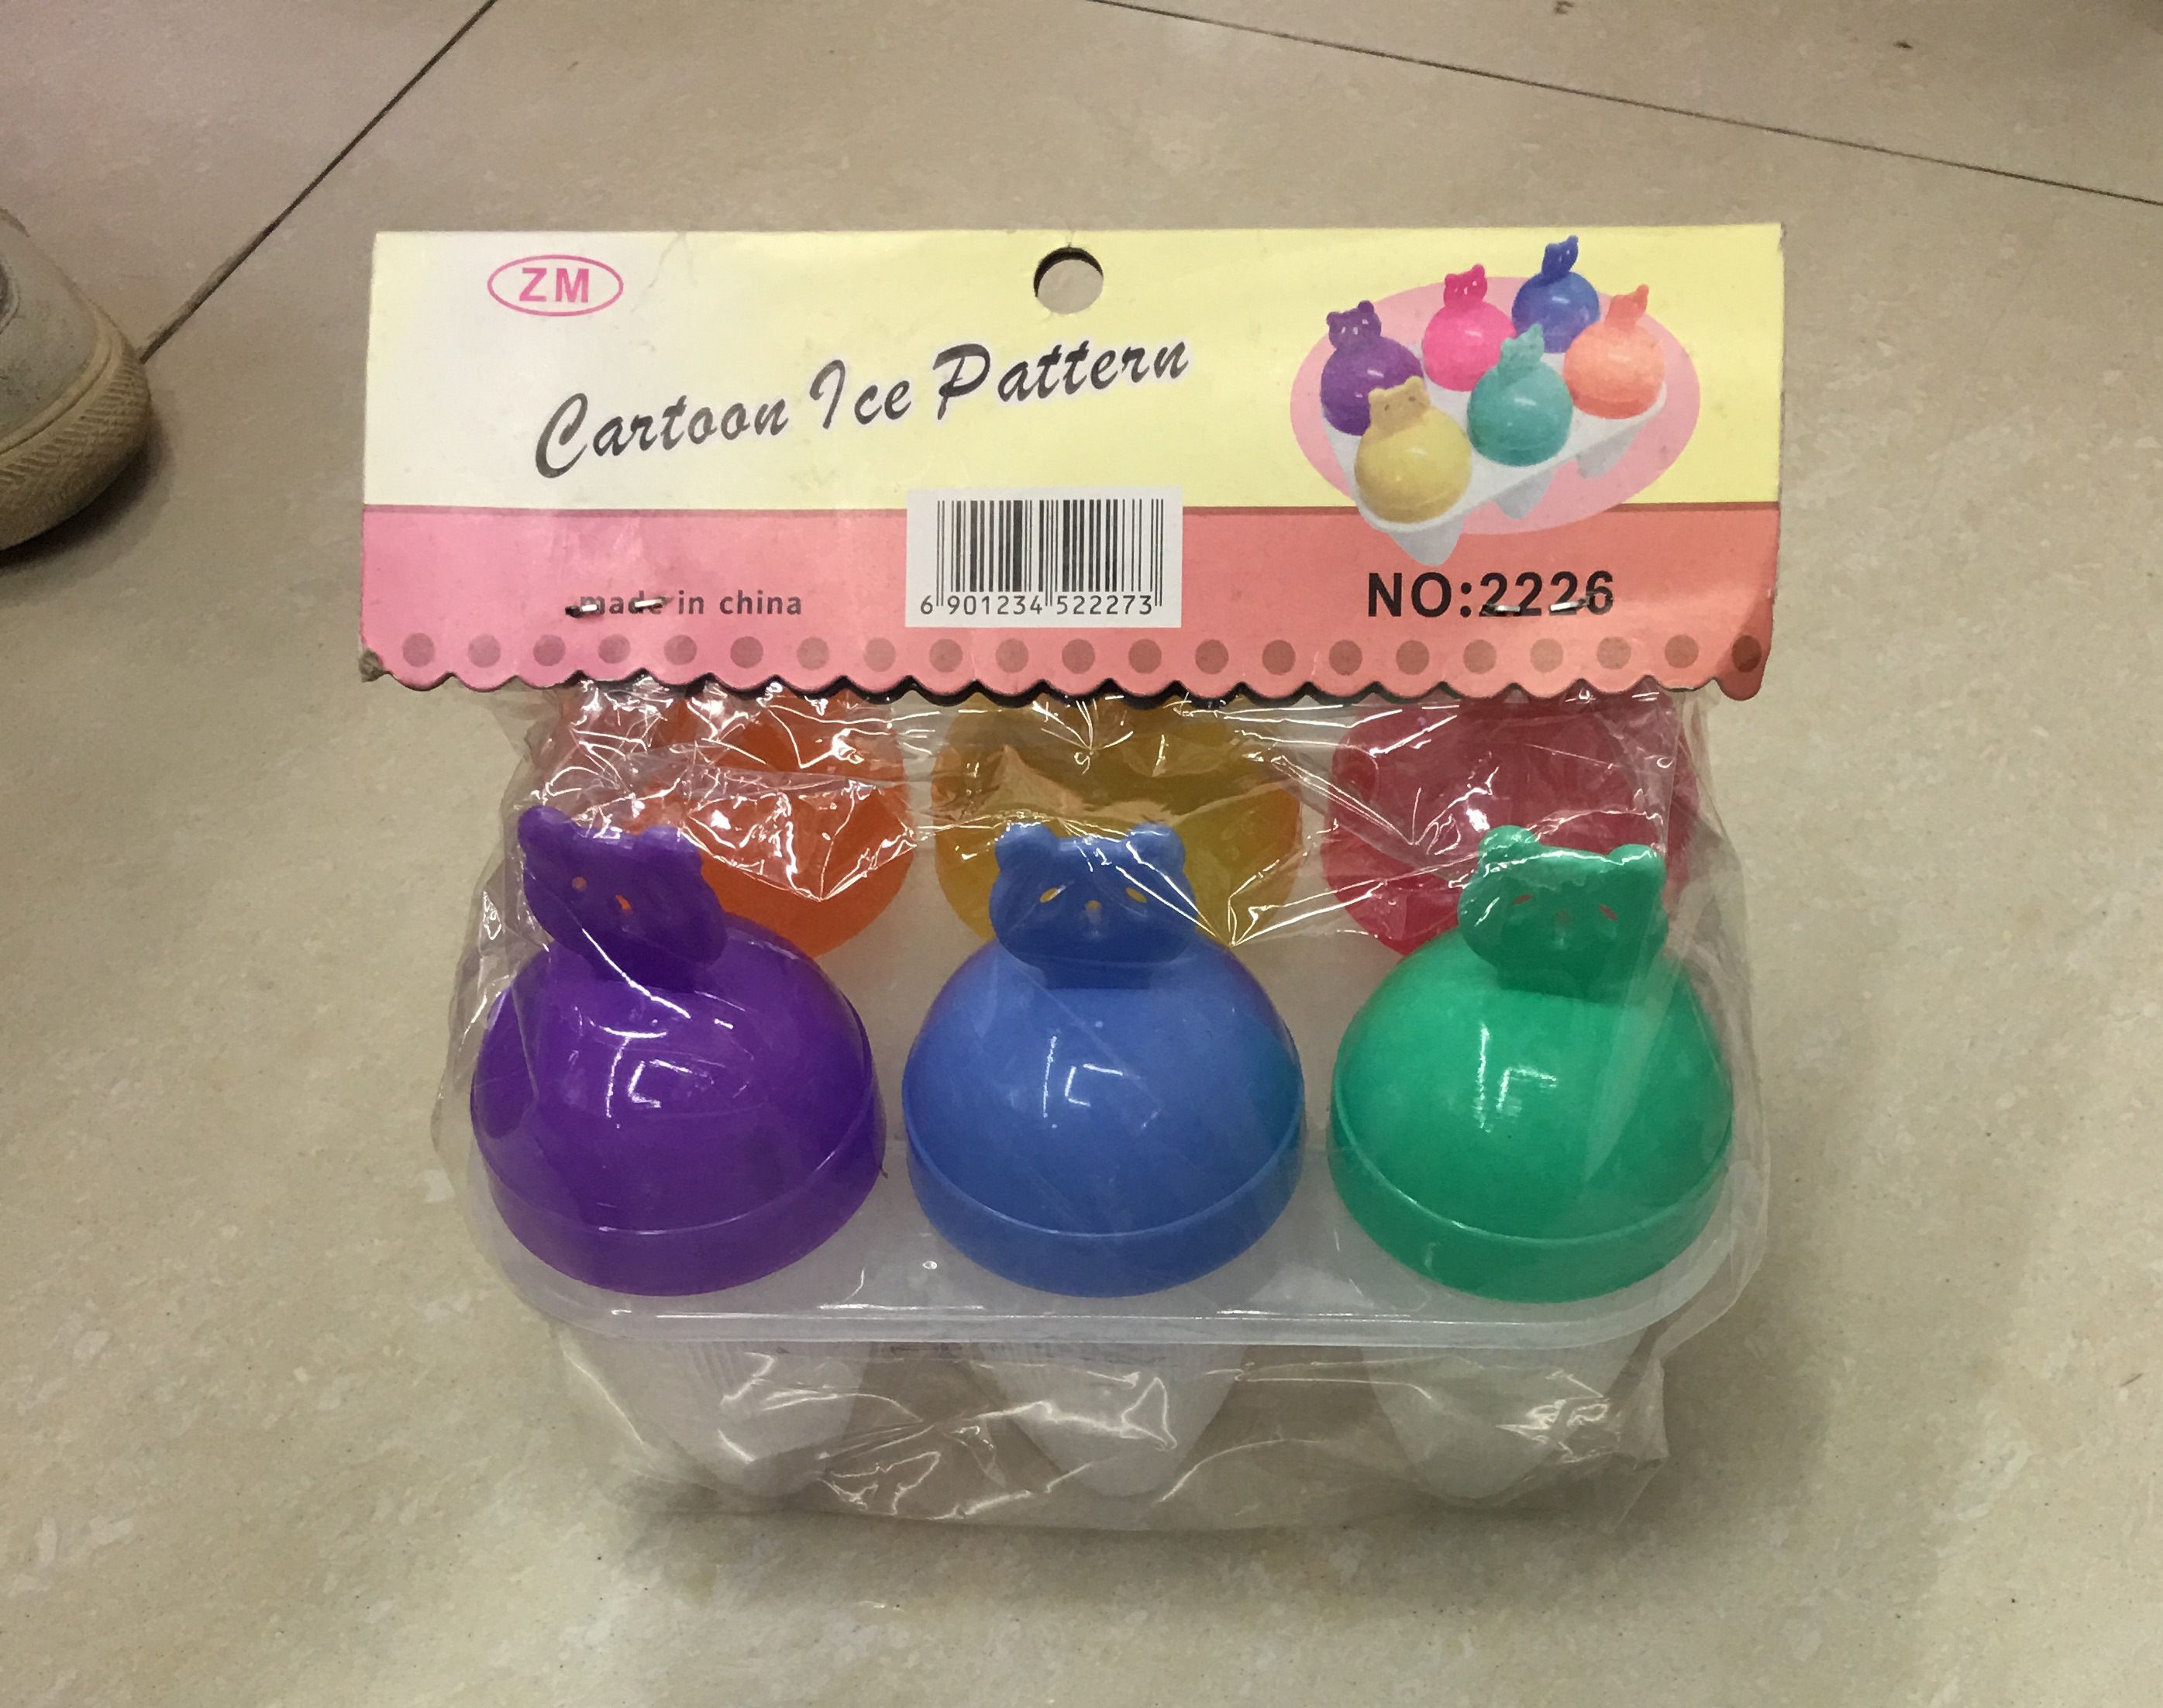 ZM
Cartoon Ice Pattern
made in china
6 901234 522273
NO:2226